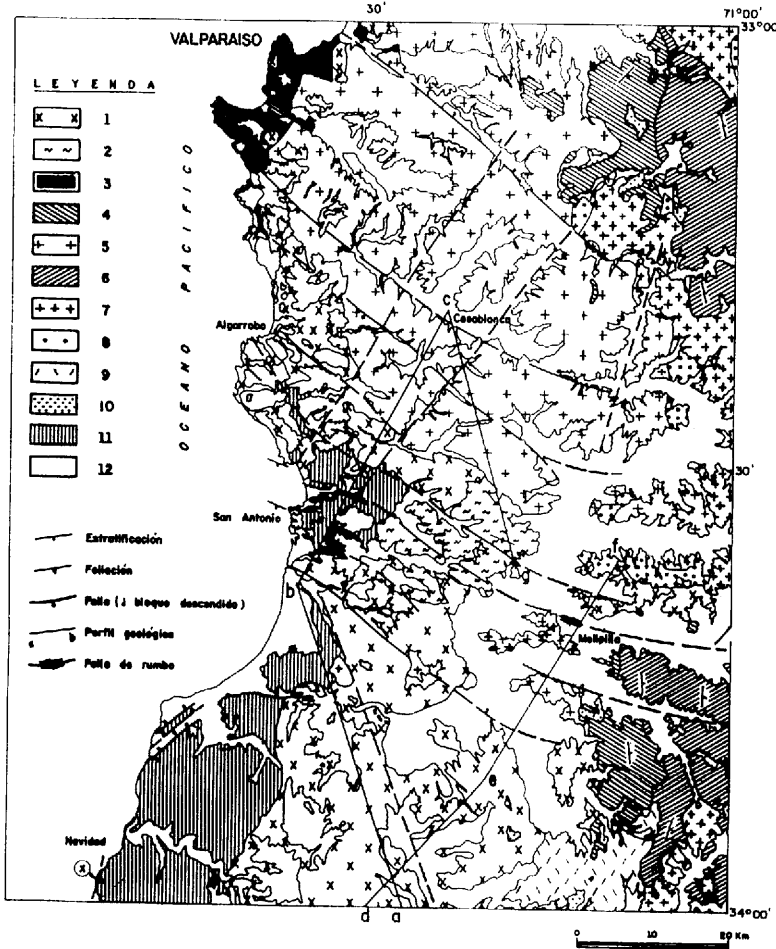 30'
71°00'
33°00'
VALPARAISO
LEYENDA
1
2
3
4
5
6
7
8
9
10
11
12
OCEANO PACIFICO
Algarrobo
C
Casablanca
30'
San Antonio
Estratificación
Foliación
Falla (↓ bloque descendido)
a b Perfil geológico
Falla de rumbo
b
g
f
Melipilla
e
Navidad
x
d a
34°00'
0 10 20 Km